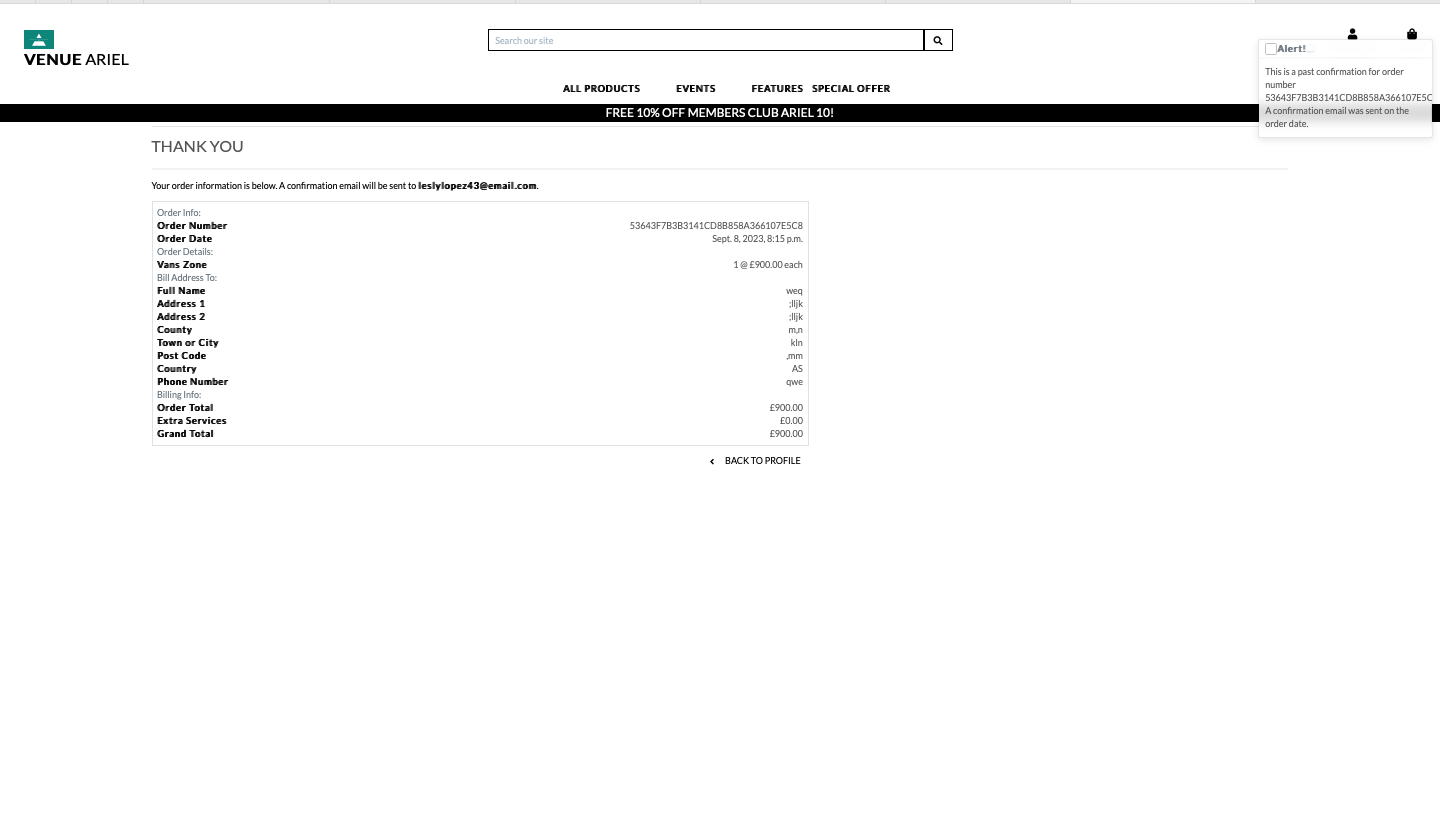 VENUE ARIEL
Search our site
ALL PRODUCTS EVENTS FEATURES SPECIAL OFFER
FREE 10% OFF MEMBERS CLUB ARIEL 10!
Alert!
This is a past confirmation for order
number
53643F7B3B3141CD8B858A366107E5C
A confirmation email was sent on the
order date.
THANK YOU
Your order information is below. A confirmation email will be sent to leslylopez43@email.com.
Order Info:
Order Number 53643F7B3B3141CD8B858A366107E5C8
Order Date Sept. 8, 2023, 8:15 p.m.
Order Details:
Vans Zone 1 @ £900.00 each
Bill Address To:
Full Name weq
Address 1 ;lljk
Address 2 ;lljk
County m,n
Town or City kln
Post Code ,mm
Country AS
Phone Number qwe
Billing Info:
Order Total £900.00
Extra Services £0.00
Grand Total £900.00
BACK TO PROFILE